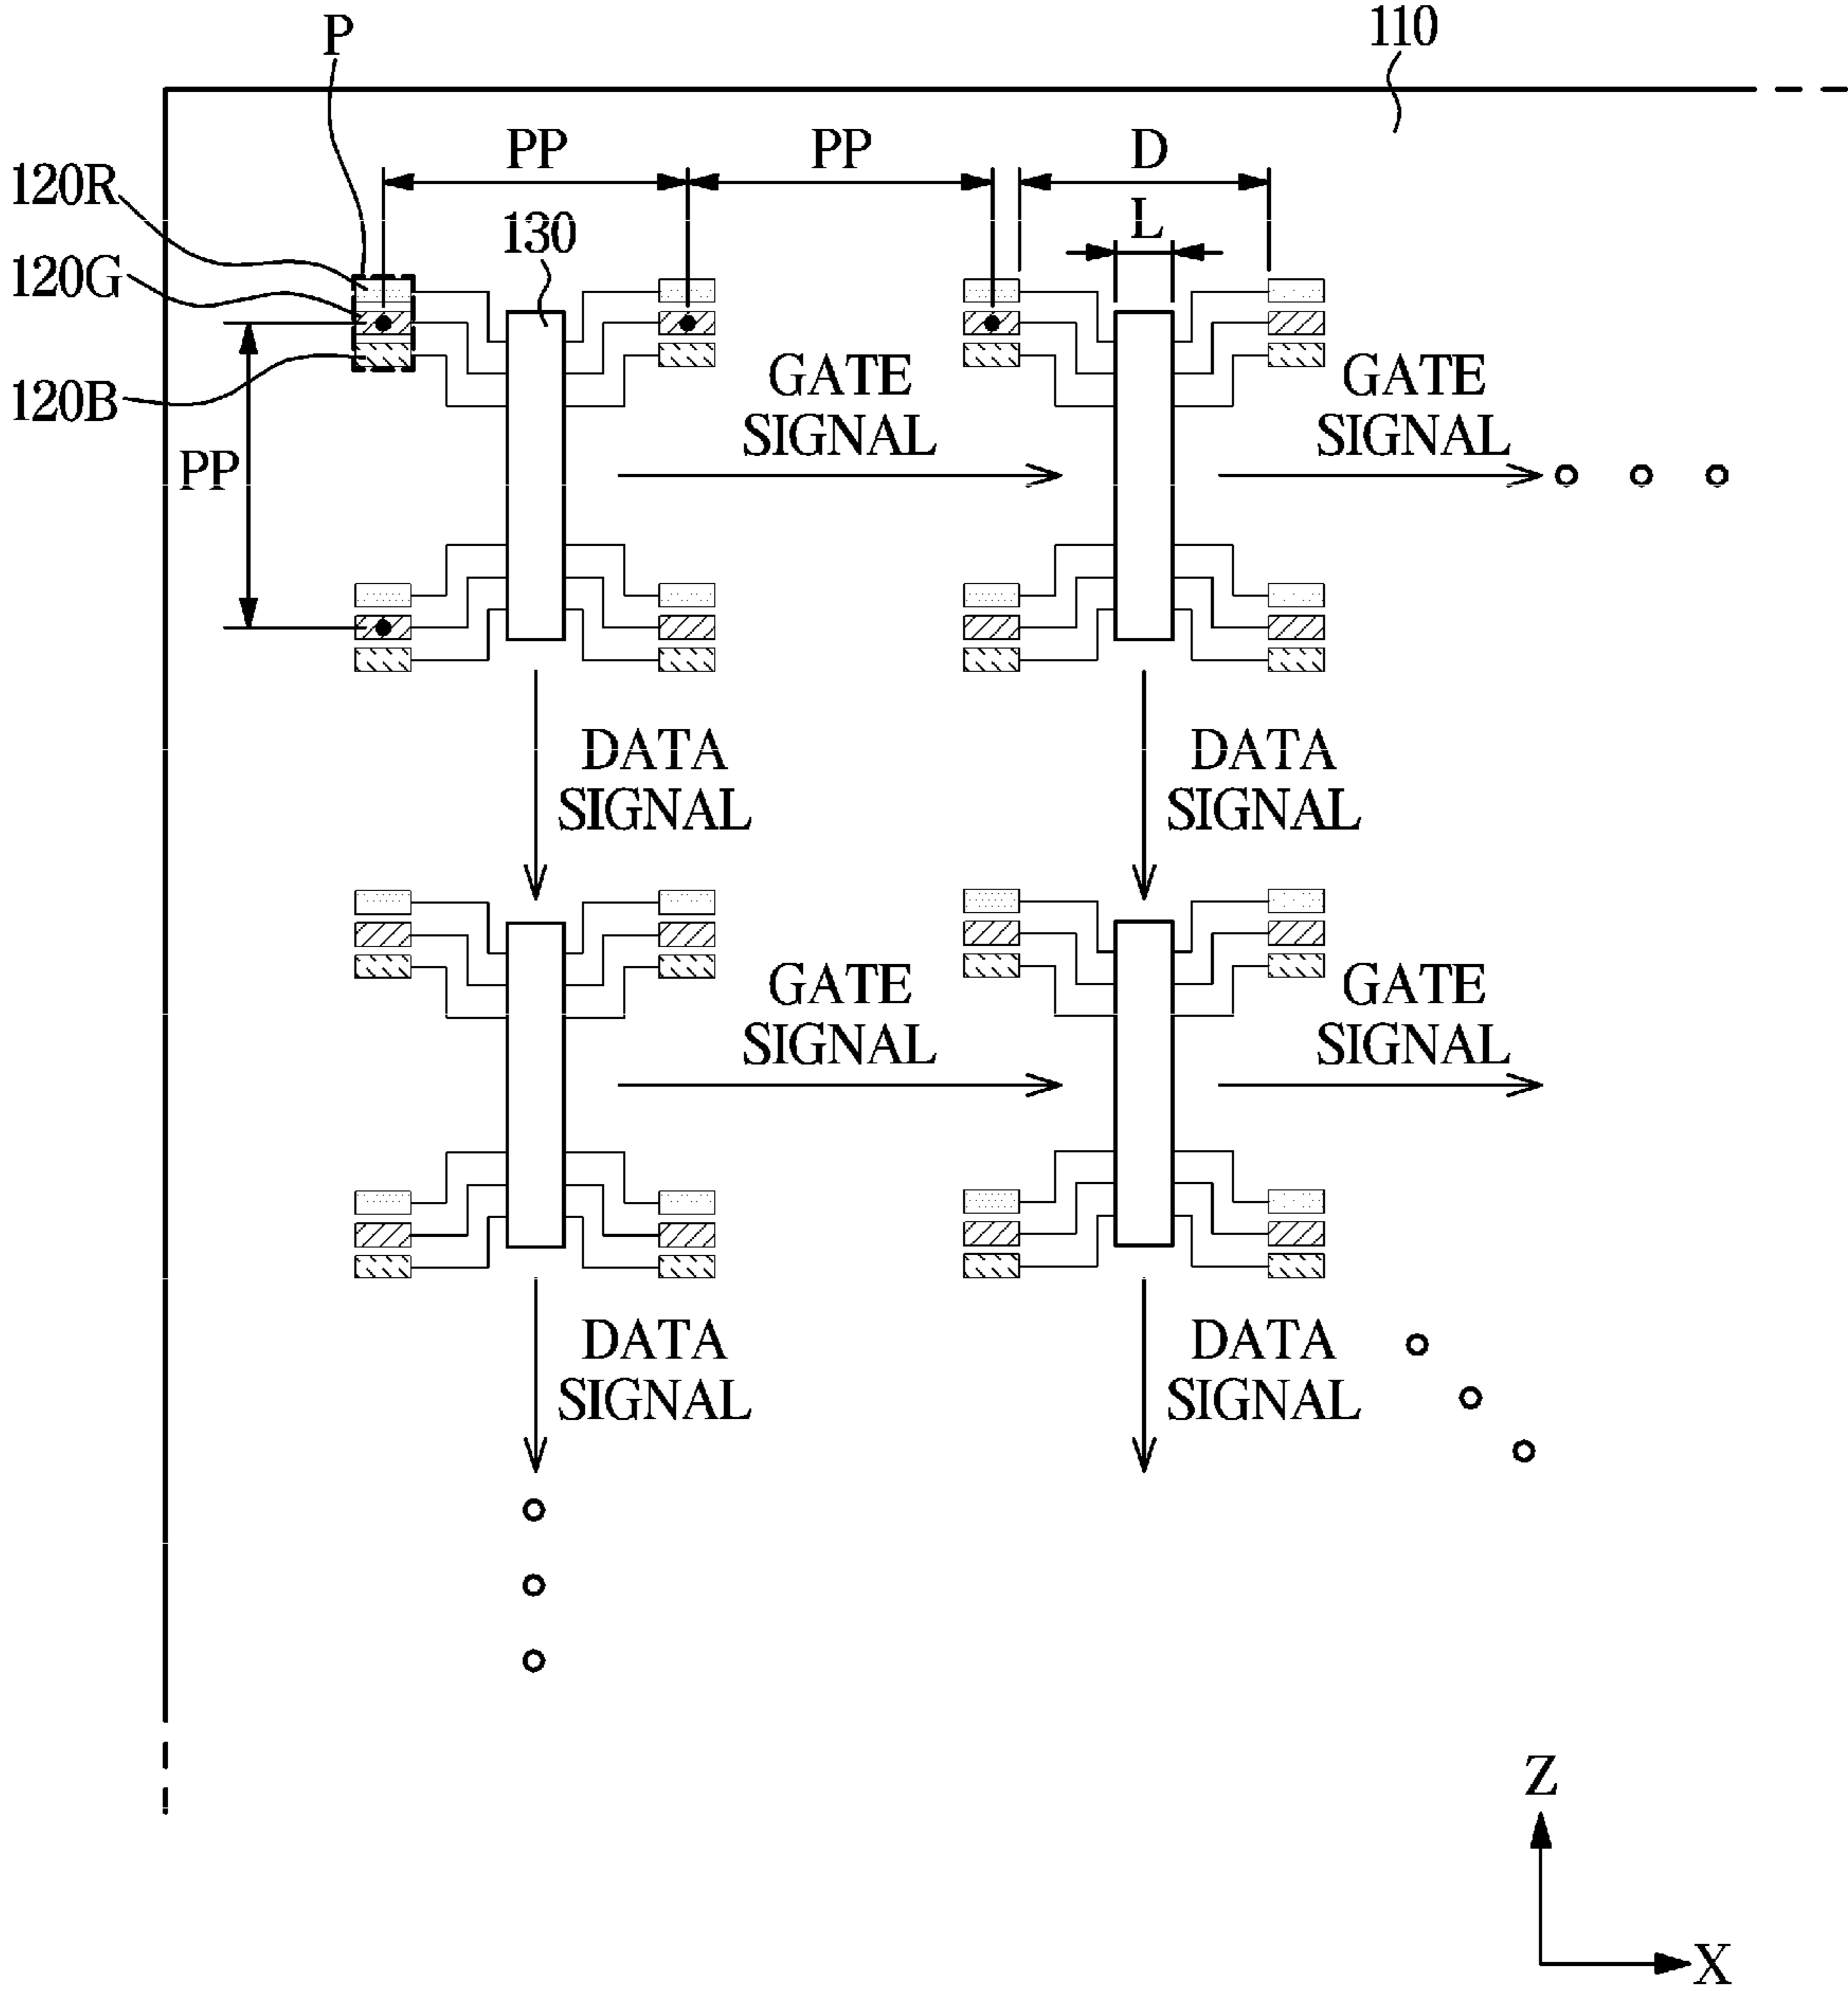 P
110
PP
PP
D
120R
L
130
120G
GATE
SIGNAL
GATE
SIGNAL
120B
PP
DATA
SIGNAL
DATA
SIGNAL
GATE
SIGNAL
GATE
SIGNAL
DATA
SIGNAL
DATA
SIGNAL
Z
X